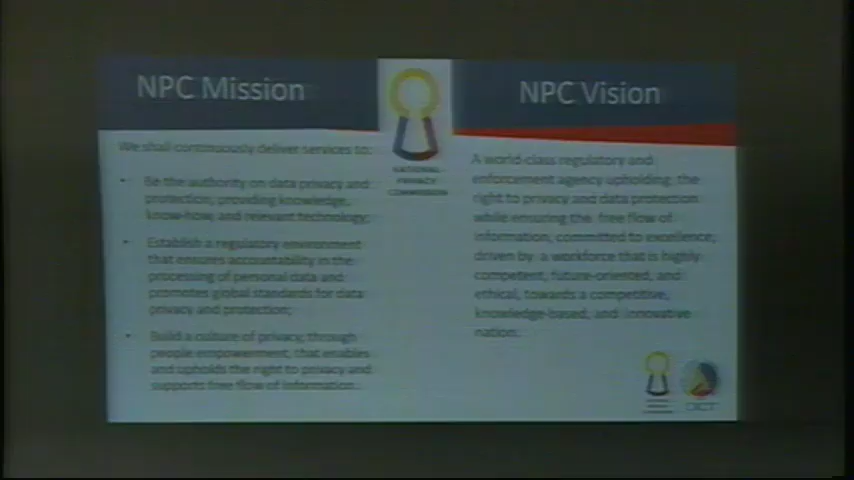 NPC Mission
We shall continuously deliver services to:
• Be the authority on data privacy and
protection, providing knowledge,
know-how, and relevant technology;
• Establish a regulatory environment
that ensures accountability in the
processing of personal data and
promotes global standards for data
privacy and protection;
• Build a culture of privacy, through
people empowerment, that enables
and upholds the right to privacy and
supports free flow of information.
NATIONAL
PRIVACY
COMMISSION
NPC Vision
A world-class regulatory and
enforcement agency upholding the
right to privacy and data protection
while ensuring the free flow of
information, committed to excellence,
driven by a workforce that is highly
competent, future-oriented, and
ethical, towards a competitive,
knowledge-based, and innovative
nation.
DICT